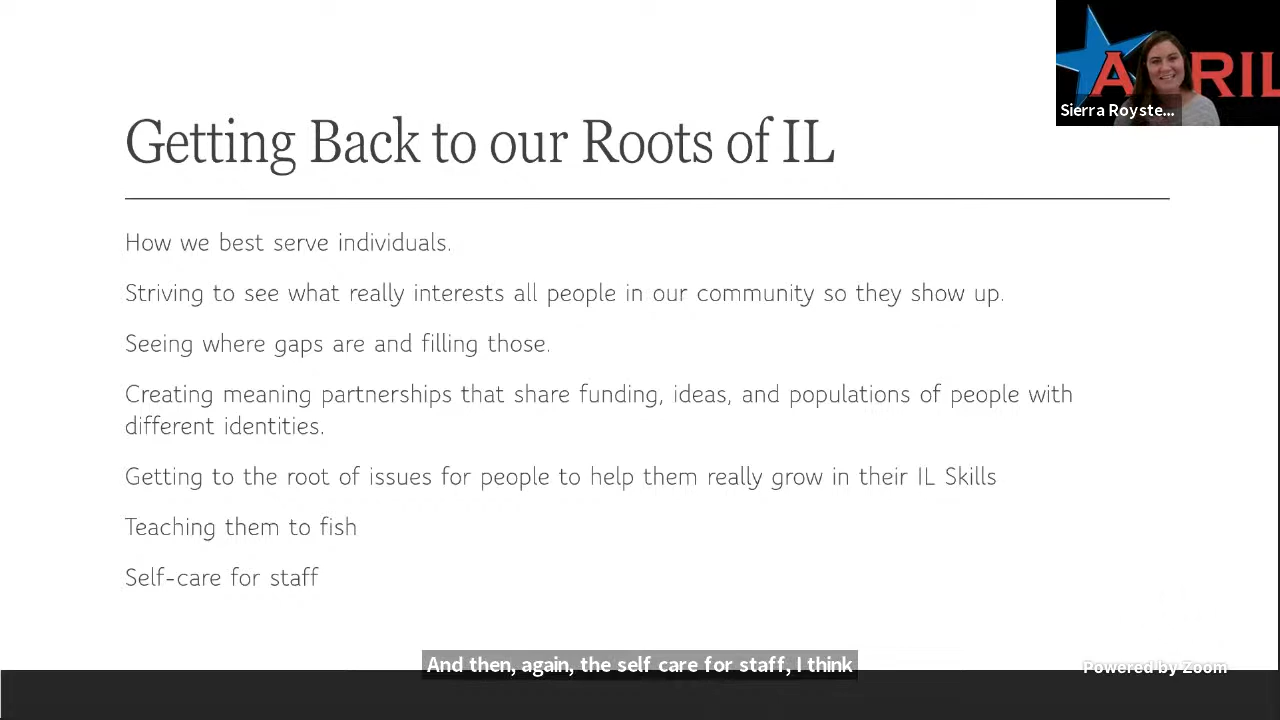 A RIL
Sierra Royste...
Getting Back to our Roots of IL
How we best serve individuals.
Striving to see what really interests all people in our community so they show up.
Seeing where gaps are and filling those.
Creating meaning partnerships that share funding, ideas, and populations of people with
different identities.
Getting to the root of issues for people to help them really grow in their IL Skills
Teaching them to fish
Self-care for staff
And then, again, the self care for staff, I think
Powered by Zoom